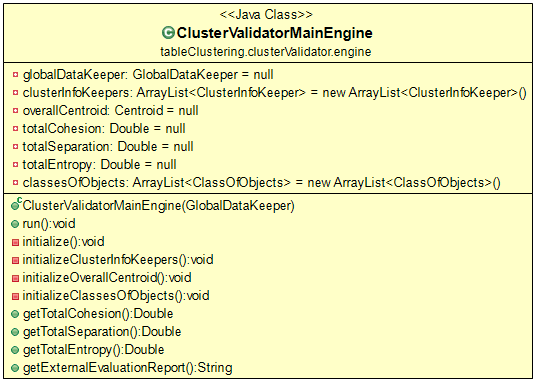 <<Java Class>>
C ClusterValidatorMainEngine
tableClustering.clusterValidator.engine
globalDataKeeper: GlobalDataKeeper = null
clusterInfoKeepers: ArrayList<ClusterInfoKeeper> = new ArrayList<ClusterInfoKeeper>()
overallCentroid: Centroid = null
totalCohesion: Double = null
totalSeparation: Double = null
totalEntropy: Double = null
classesOfObjects: ArrayList<ClassOfObjects> = new ArrayList<ClassOfObjects>()
c ClusterValidatorMainEngine(GlobalDataKeeper)
run():void
initialize():void
initializeClusterInfoKeepers():void
initializeOverallCentroid():void
initializeClassesOfObjects():void
getTotalCohesion():Double
getTotalSeparation():Double
getTotalEntropy():Double
getExternalEvaluationReport():String